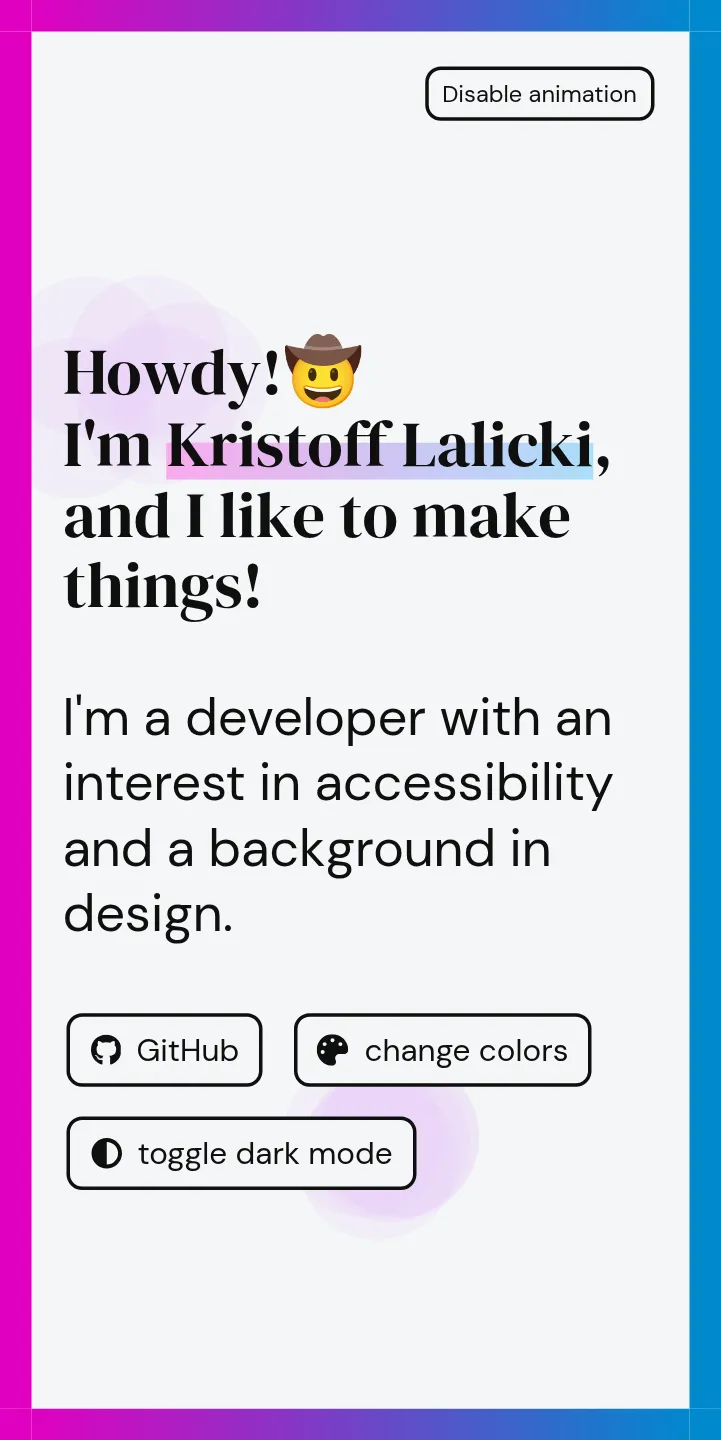 Disable animation
Howdy!🤠
I'm Kristoff Lalicki,
and I like to make
things!
I'm a developer with an
interest in accessibility
and a background in
design.
GitHub
change colors
toggle dark mode